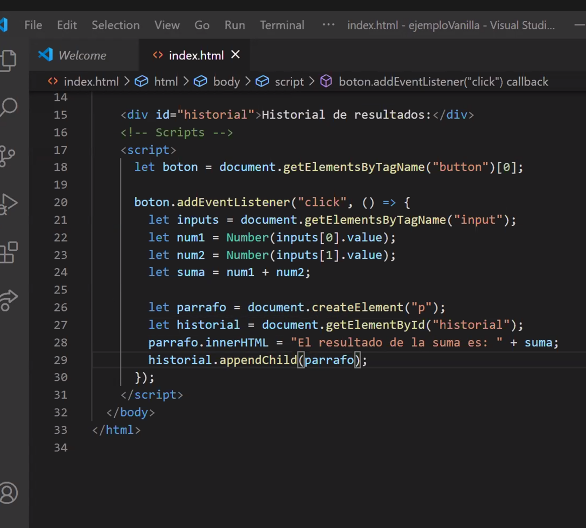 File Edit Selection View Go Run Terminal ··· index.html - ejemploVanilla - Visual Studi...
Welcome <> index.html ×
<> index.html > html > body > script > boton.addEventListener("click") callback
14
15 <div id="historial">Historial de resultados:</div>
16 <!-- Scripts -->
17 <script>
18 let boton = document.getElementsByTagName("button")[0];
19
20 boton.addEventListener("click", () => {
21 let inputs = document.getElementsByTagName("input");
22 let num1 = Number(inputs[0].value);
23 let num2 = Number(inputs[1].value);
24 let suma = num1 + num2;
25
26 let parrafo = document.createElement("p");
27 let historial = document.getElementById("historial");
28 parrafo.innerHTML = "El resultado de la suma es: " + suma;
29 historial.appendChild(parrafo);
30 });
31 </script>
32 </body>
33 </html>
34